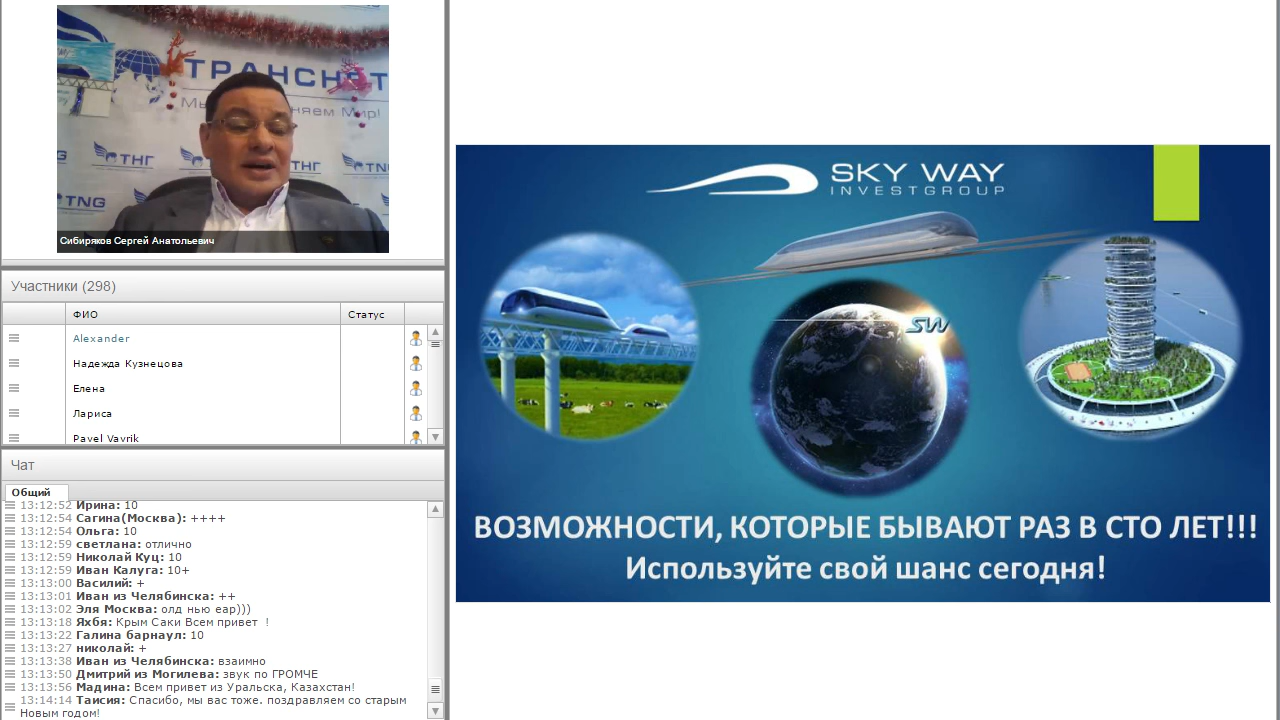 ТРАНСНЕТ
Мы няем Мир!
ТНГ
TNG
TNG
ТНГ
TNG
Сибиряков Сергей Анатольевич
Участники (298)
ФИО Статус
Alexander
Надежда Кузнецова
Елена
Лариса
Pavel Vavrik
Чат
Общий
13:12:52 Ирина: 10
13:12:54 Сагина(Москва): ++++
13:12:54 Ольга: 10
13:12:59 светлана: отлично
13:12:59 Николай Куц: 10
13:12:59 Иван Калуга: 10+
13:13:00 Василий: +
13:13:01 Иван из Челябинска: ++
13:13:02 Эля Москва: олд нью еар)))
13:13:18 Яхбя: Крым Саки Всем привет !
13:13:22 Галина барнаул: 10
13:13:27 николай: +
13:13:38 Иван из Челябинска: взаимно
13:13:50 Дмитрий из Могилева: звук по ГРОМЧЕ
13:13:56 Мадина: Всем привет из Уральска, Казахстан!
13:14:14 Таисия: Спасибо, мы вас тоже. поздравляем со старым
Новым годом!
SKY WAY
INVESTGROUP
SW
ВОЗМОЖНОСТИ, КОТОРЫЕ БЫВАЮТ РАЗ В СТО ЛЕТ!!!
Используйте свой шанс сегодня!